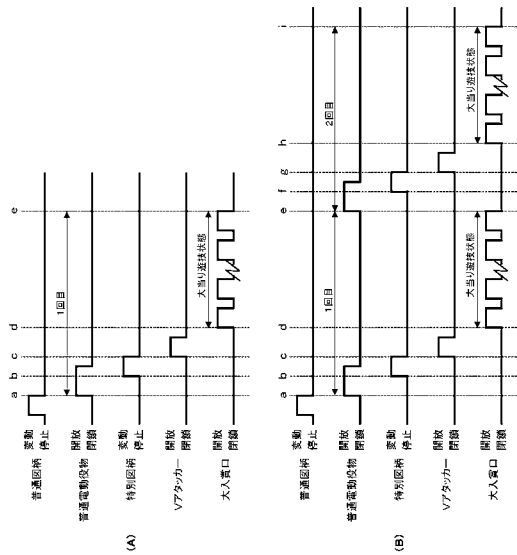 (A)
普通図柄 変動 停止
普通電動役物 開放 閉鎖
特別図柄 変動 停止
Vアタッカー 開放 閉鎖
大入賞口 開放 閉鎖
a b c d e
1回目
大当り遊技状態
(B)
普通図柄 変動 停止
普通電動役物 開放 閉鎖
特別図柄 変動 停止
Vアタッカー 開放 閉鎖
大入賞口 開放 閉鎖
a b c d e f g h i
1回目 2回目
大当り遊技状態 大当り遊技状態